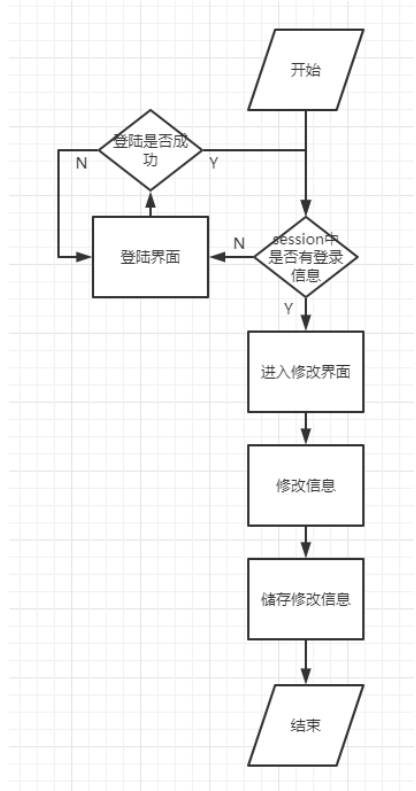 开始
登陆是否成
功
N
Y
session中
是否有登录
信息
N
登陆界面
Y
进入修改界面
修改信息
储存修改信息
结束